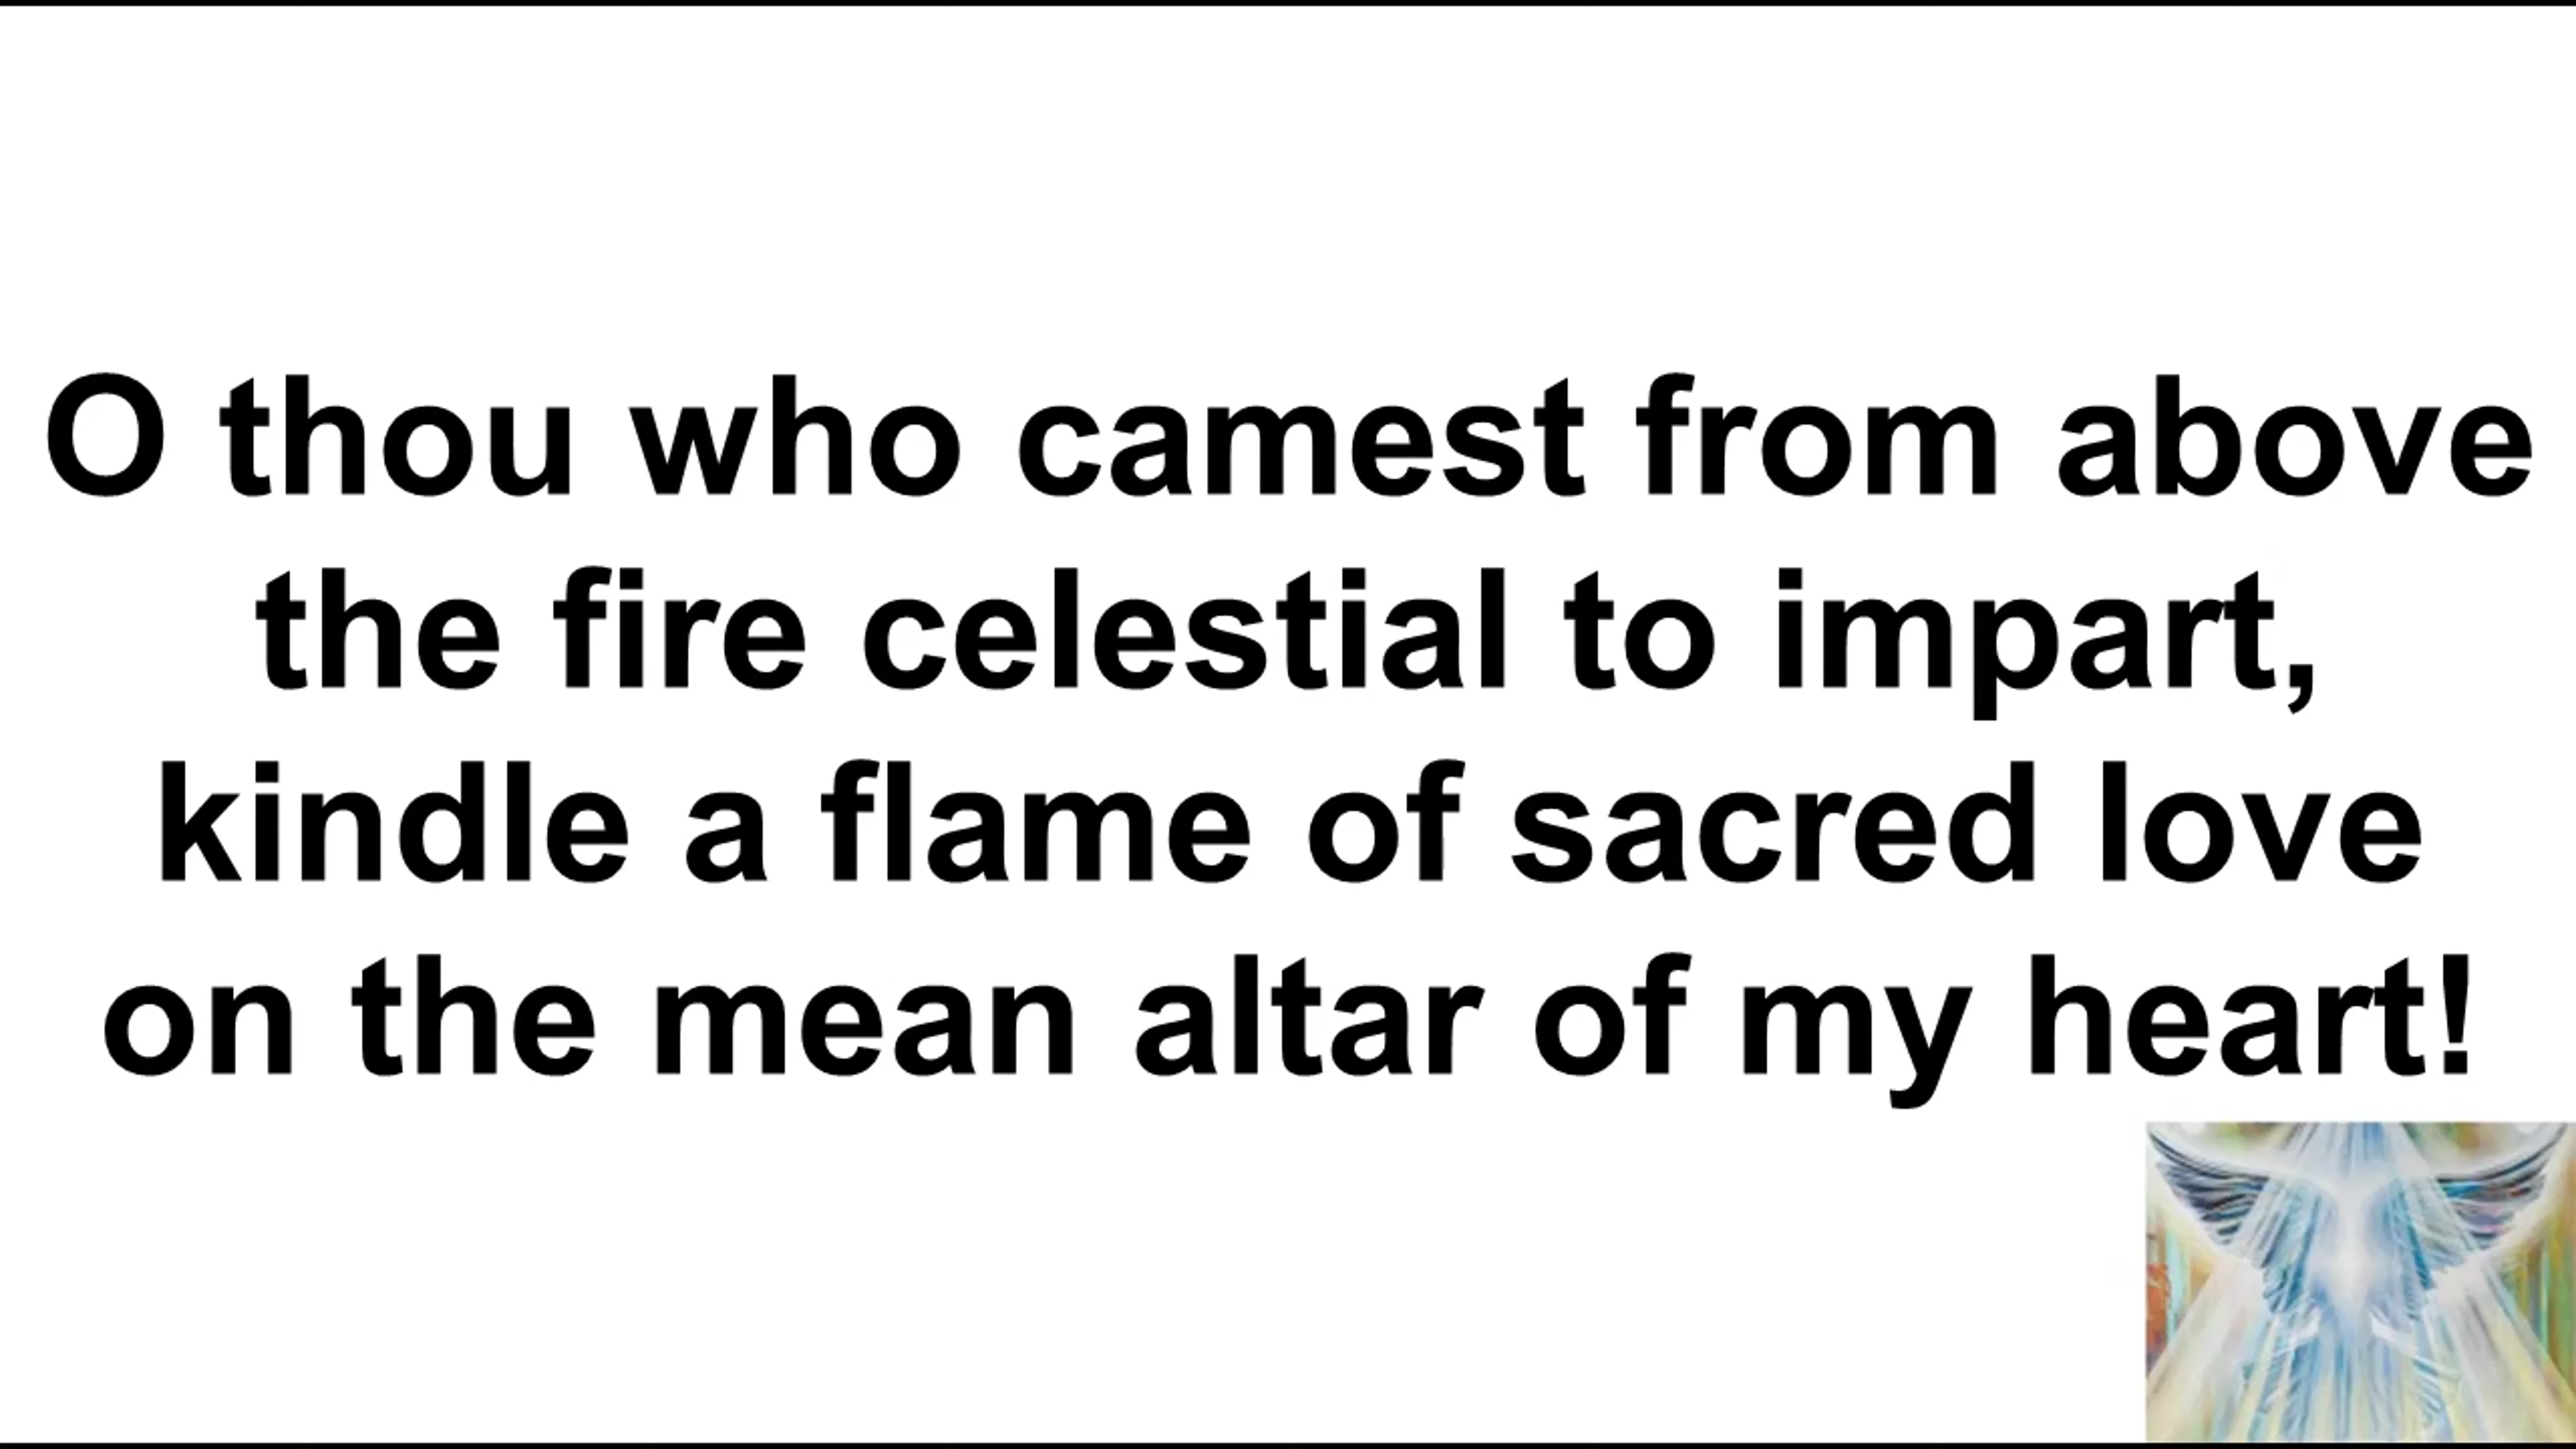 O thou who camest from above
the fire celestial to impart,
kindle a flame of sacred love
on the mean altar of my heart!